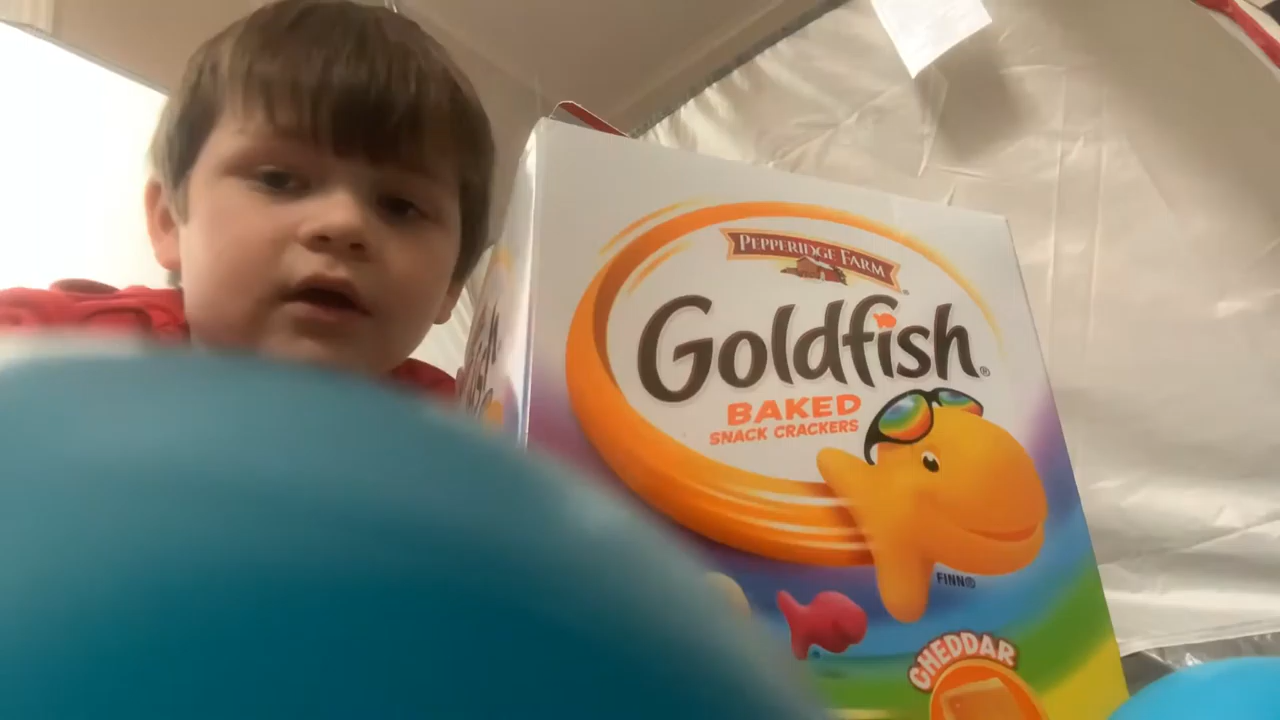 PEPPERIDGE FARM
Goldfish®
BAKED
SNACK CRACKERS
FINN®
CHEDDAR